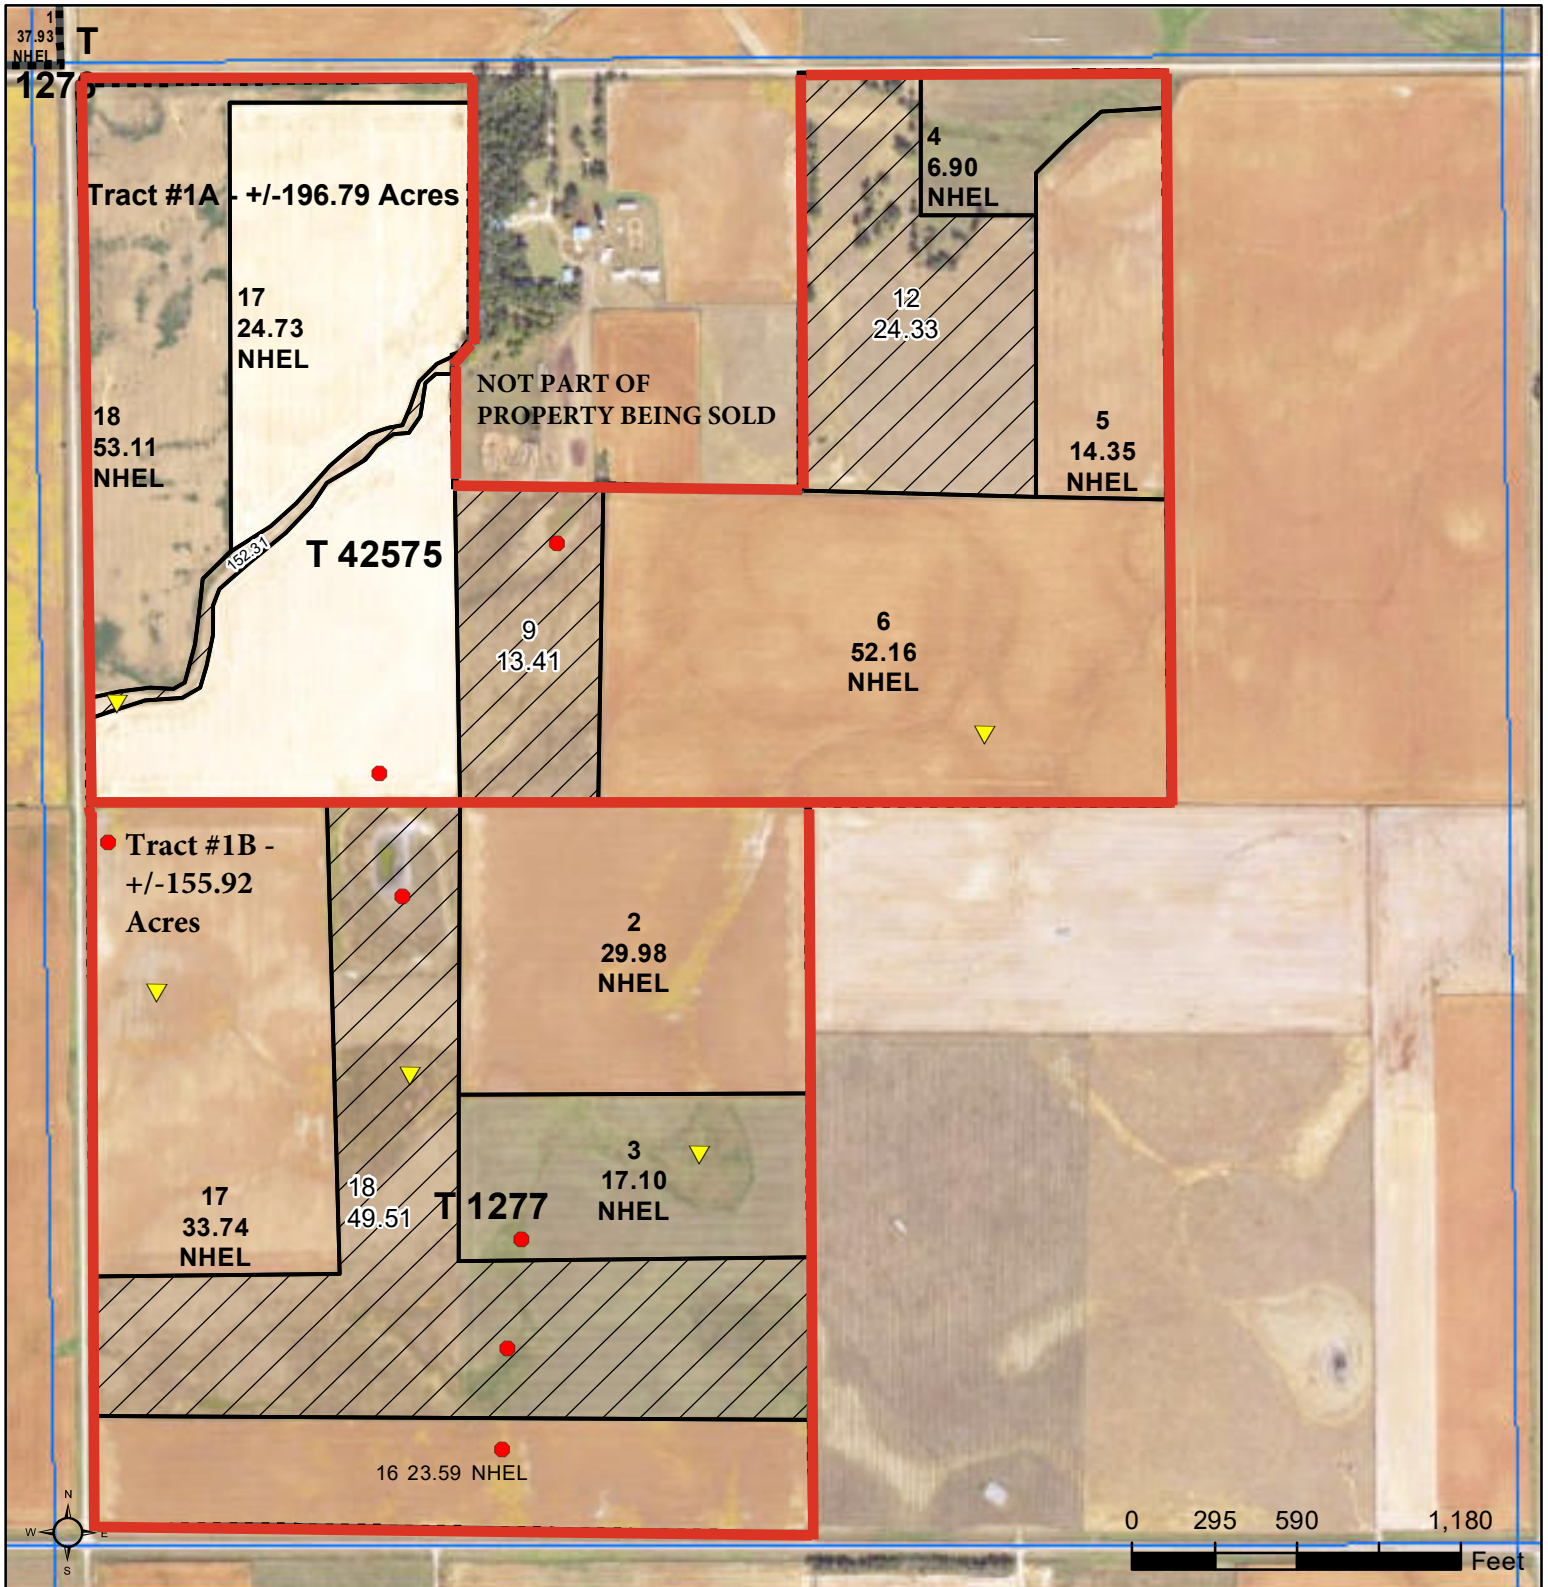 1
37.93
NHEL
T
1276
Tract #1A - +/-196.79 Acres
4
6.90
NHEL
17
24.73
NHEL
12
24.33
NOT PART OF
PROPERTY BEING SOLD
18
53.11
NHEL
5
14.35
NHEL
152.31
T 42575
9
13.41
6
52.16
NHEL
Tract #1B -
+/-155.92
Acres
2
29.98
NHEL
3
17.10
NHEL
17
33.74
NHEL
18
49.51
T 1277
16 23.59 NHEL
N
W E
S
0 295 590 1,180
Feet